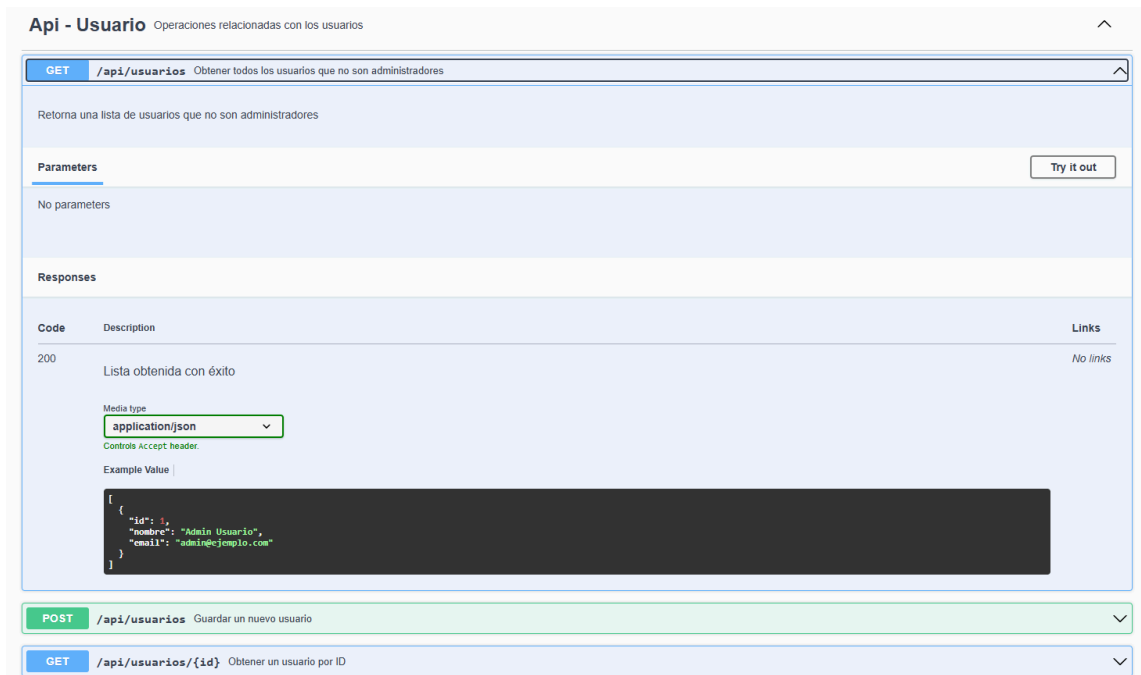 Api - Usuario Operaciones relacionadas con los usuarios
GET /api/usuarios Obtener todos los usuarios que no son administradores
Retorna una lista de usuarios que no son administradores
Parameters Try it out
No parameters
Responses
Code Description Links
200 No links
Lista obtenida con éxito
Media type
application/json
Controls Accept header.
Example Value
[
{
"id": 1,
"nombre": "Admin Usuario",
"email": "admin@ejemplo.com"
}
]
POST /api/usuarios Guardar un nuevo usuario
GET /api/usuarios/{id} Obtener un usuario por ID